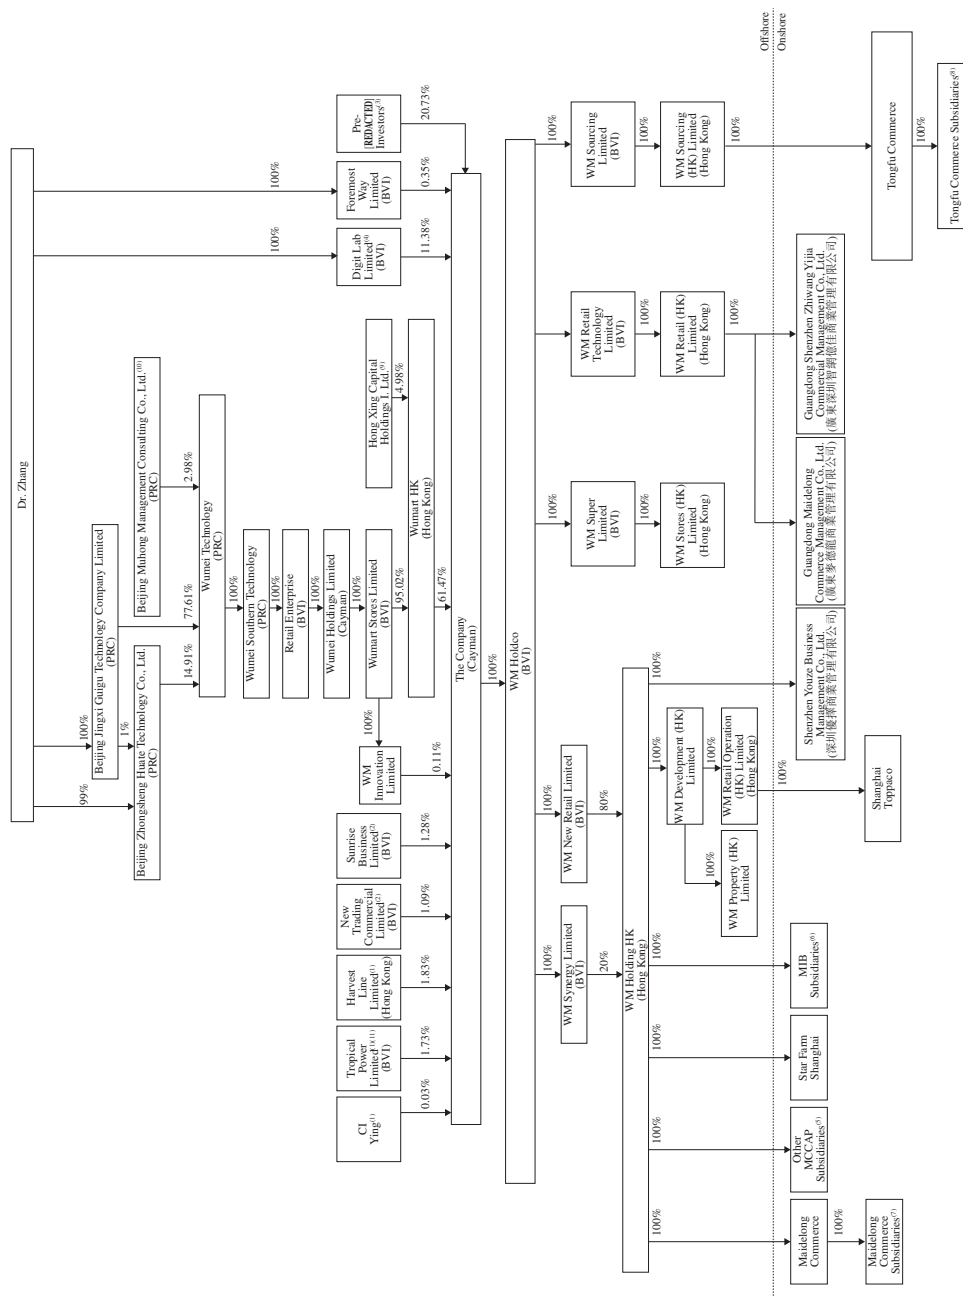 Dr. Zhang
99%
100%
Beijing Jingxi Guigu Technology Company Limited
(PRC)
1%
Beijing Zhongsheng Huate Technology Co., Ltd.
(PRC)
Beijing Muhong Management Consulting Co., Ltd.(10)
(PRC)
14.91%
77.61%
2.98%
Wumei Technology
(PRC)
100%
Wumei Southern Technology
(PRC)
100%
Retail Enterprise
(BVI)
100%
Wumei Holdings Limited
(Cayman)
100%
Wumart Stores Limited
(BVI)
100%
95.02%
Hong Xing Capital
Holdings I. Ltd.(9)
4.98%
Wumart HK
(Hong Kong)
61.47%
100%
100%
CI
Ying(1)
0.03%
Tropical
Power
Limited(1)(11)
(BVI)
1.73%
Harvest
Line
Limited(1)
(Hong Kong)
1.83%
New
Trading
Commercial
Limited(2)
(BVI)
1.09%
Sunrise
Business
Limited(2)
(BVI)
1.28%
WM
Innovation
Limited
0.11%
Digit Lab
Limited(4)
(BVI)
11.38%
Foremost
Way
Limited
(BVI)
0.35%
Pre-
[REDACTED]
Investors(3)
20.73%
The Company
(Cayman)
100%
WM Holdco
(BVI)
100%
100%
100%
WM Synergy Limited
(BVI)
20%
WM New Retail Limited
(BVI)
80%
WM Super
Limited
(BVI)
100%
WM Stores (HK)
Limited
(Hong Kong)
WM Retail
Technology
Limited
(BVI)
100%
WM Retail (HK)
Limited
(Hong Kong)
100%
WM Sourcing
Limited
(BVI)
100%
WM Sourcing
(HK) Limited
(Hong Kong)
100%
WM Holding HK
(Hong Kong)
100%
100%
100%
100%
100%
100%
WM Development (HK)
Limited
100%
100%
WM Property (HK)
Limited
WM Retail Operation
(HK) Limited
(Hong Kong)
100%
Offshore
Onshore
Maidelong
Commerce
100%
Maidelong
Commerce
Subsidiaries(7)
Other
MCCAP
Subsidiaries(5)
Star Farm
Shanghai
MIB
Subsidiaries(6)
Shanghai
Toppaco
Shenzhen Youze Business
Management Co., Ltd.
(深圳優擇商業管理有限公司)
Guangdong Maidelong
Commerce Management Co., Ltd.
(廣東麥德龍商業管理有限公司)
Guangdong Shenzhen Zhiwang Yijia
Commercial Management Co., Ltd.
(廣東深圳智網億佳商業管理有限公司)
Tongfu Commerce
100%
Tongfu Commerce Subsidiaries(8)